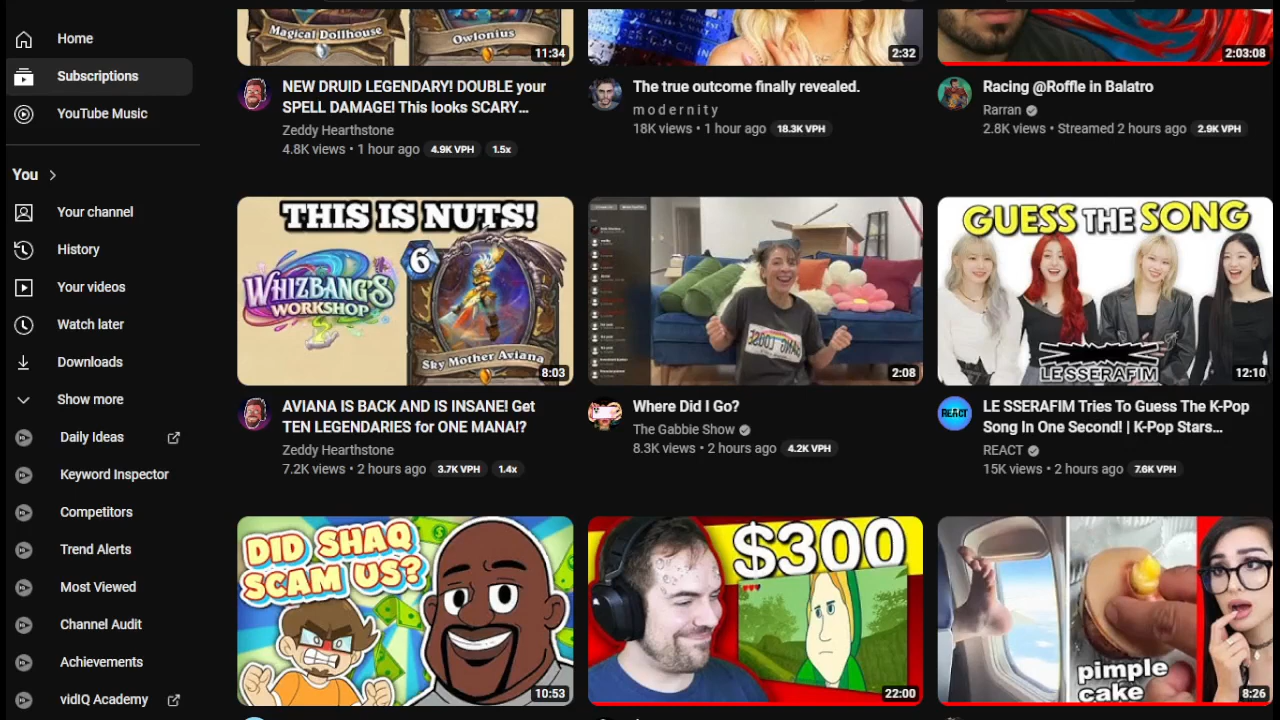 Home
Subscriptions
YouTube Music
You
Your channel
History
Your videos
Watch later
Downloads
Show more
Daily Ideas
Keyword Inspector
Competitors
Trend Alerts
Most Viewed
Channel Audit
Achievements
vidIQ Academy
Magical Dollhouse
Owlonius
11:34
NEW DRUID LEGENDARY! DOUBLE your
SPELL DAMAGE! This looks SCARY…
Zeddy Hearthstone
4.8K views • 1 hour ago 4.9K VPH 1.5x
2:32
The true outcome finally revealed.
m o d e r n i t y
18K views • 1 hour ago 18.3K VPH
2:03:08
Racing @Roffle in Balatro
Rarran
2.8K views • Streamed 2 hours ago 2.9K VPH
THIS IS NUTS!
6
WHIZBANG'S
WORKSHOP
Sky Mother Aviana
8:03
AVIANA IS BACK AND IS INSANE! Get
TEN LEGENDARIES for ONE MANA!?
Zeddy Hearthstone
7.2K views • 2 hours ago 3.7K VPH 1.4x
2:08
Where Did I Go?
The Gabbie Show
8.3K views • 2 hours ago 4.2K VPH
GUESS THE SONG
LE SSERAFIM
12:10
REACT
LE SSERAFIM Tries To Guess The K-Pop
Song In One Second! | K-Pop Stars…
REACT
15K views • 2 hours ago 7.6K VPH
DID SHAQ
SCAM US?
10:53
$300
22:00
pimple
cake
8:26